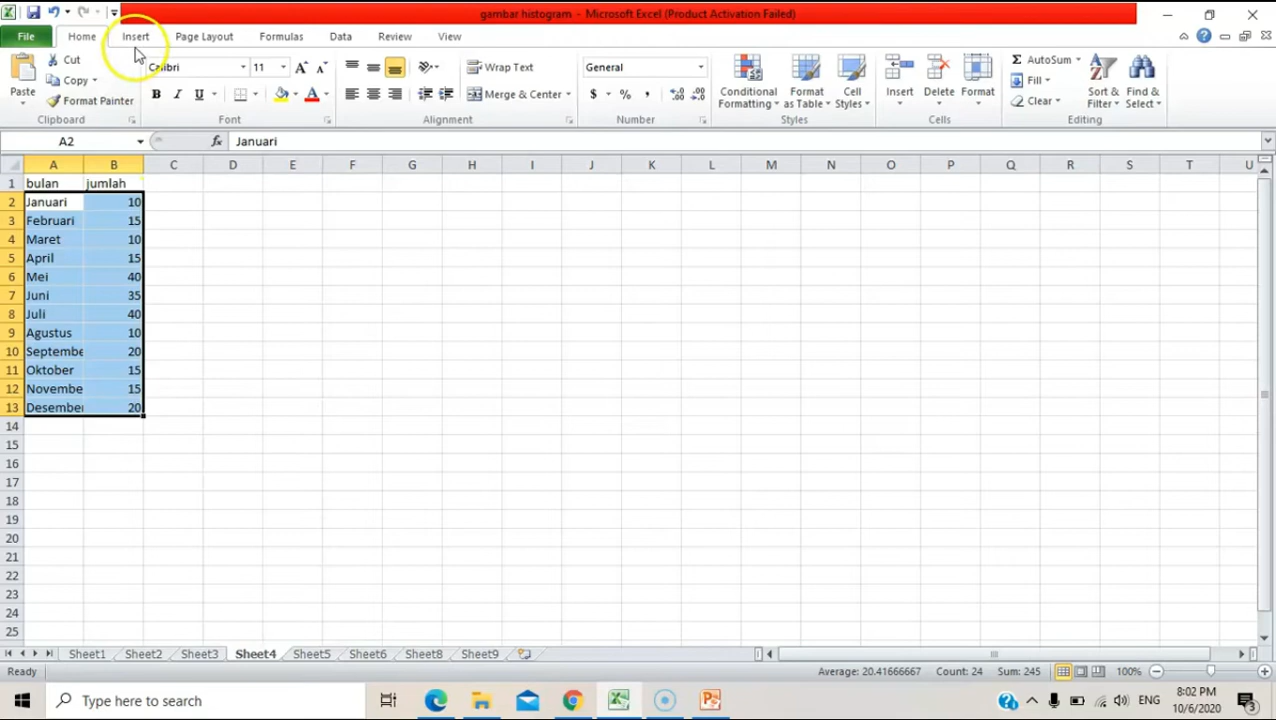 gambar histogram - Microsoft Excel (Product Activation Failed)
File Home Insert Page Layout Formulas Data Review View
Paste Cut Copy Format Painter
Calibri 11
B I U
Wrap Text
Merge & Center
General
$ % ,
Conditional Formatting Format as Table Cell Styles
Insert Delete Format
Σ AutoSum Fill Clear
Sort & Filter Find & Select
Clipboard Font Alignment Number Styles Cells Editing
A2 fx Januari
A B C D E F G H I J K L M N O P Q R S T U
1 bulan jumlah
2 Januari 10
3 Februari 15
4 Maret 10
5 April 15
6 Mei 40
7 Juni 35
8 Juli 40
9 Agustus 10
10 Septembe 20
11 Oktober 15
12 Novembe 15
13 Desember 20
14
15
16
17
18
19
20
21
22
23
24
25
Sheet1 Sheet2 Sheet3 Sheet4 Sheet5 Sheet6 Sheet8 Sheet9
Ready Average: 20.41666667 Count: 24 Sum: 245 100%
Type here to search
ENG 8:02 PM
10/6/2020
3